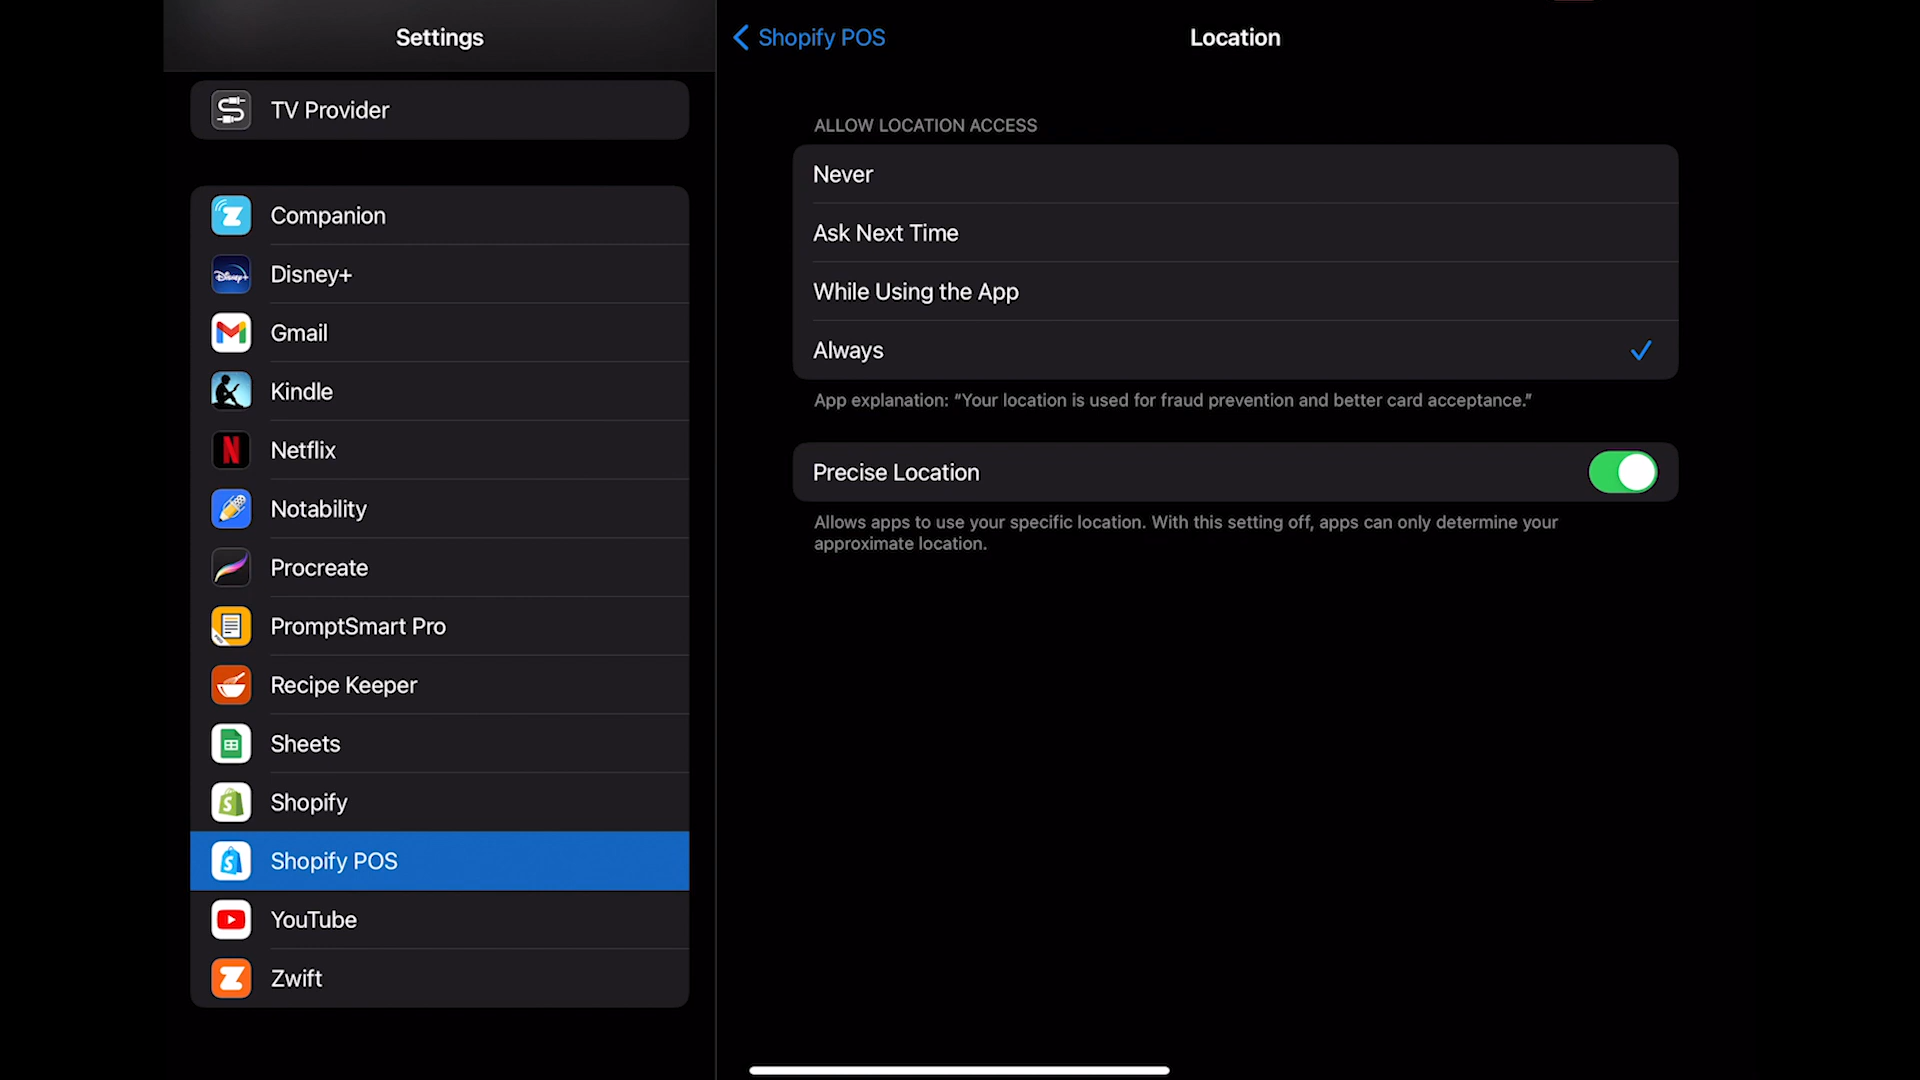 Settings
TV Provider
Companion
Disney+
Gmail
Kindle
Netflix
Notability
Procreate
PromptSmart Pro
Recipe Keeper
Sheets
Shopify
Shopify POS
YouTube
Zwift
Shopify POS
Location
ALLOW LOCATION ACCESS
Never
Ask Next Time
While Using the App
Always
App explanation: “Your location is used for fraud prevention and better card acceptance.”
Precise Location
Allows apps to use your specific location. With this setting off, apps can only determine your
approximate location.